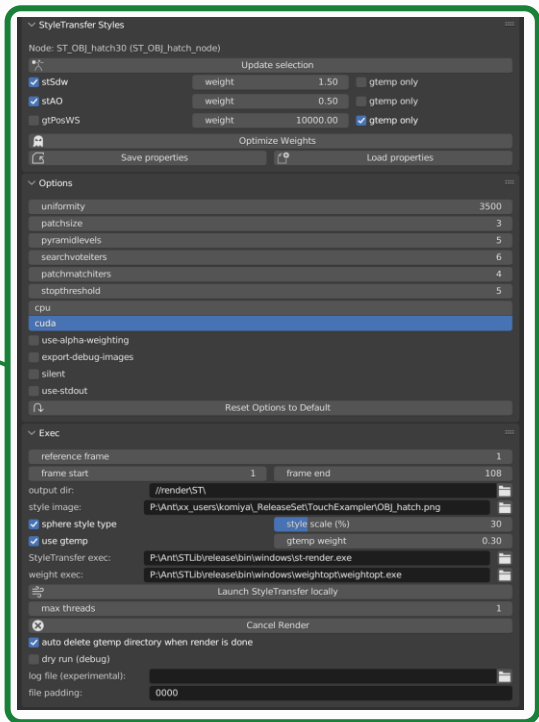 StyleTransfer Styles
Node: ST_OBJ_hatch30 (ST_OBJ_hatch_node)
Update selection
stSdw weight 1.50 gtemp only
stAO weight 0.50 gtemp only
gtPosWS weight 10000.00 gtemp only
Optimize Weights
Save properties Load properties
Options
uniformity 3500
patchsize 3
pyramidlevels 5
searchvoteiters 6
patchmatchiters 4
stopthreshold 5
cpu
cuda
use-alpha-weighting
export-debug-images
silent
use-stdout
Reset Options to Default
Exec
reference frame 1
frame start 1 frame end 108
output dir: //render\ST\
style image: P:\Ant\xx_users\komiya\_ReleaseSet\TouchExampler\OBJ_hatch.png
sphere style type style scale (%) 30
use gtemp gtemp weight 0.30
StyleTransfer exec: P:\Ant\STLib\release\bin\windows\st-render.exe
weight exec: P:\Ant\STLib\release\bin\windows\weightopt\weightopt.exe
Launch StyleTransfer locally
max threads 1
Cancel Render
auto delete gtemp directory when render is done
dry run (debug)
log file (experimental):
file padding: 0000